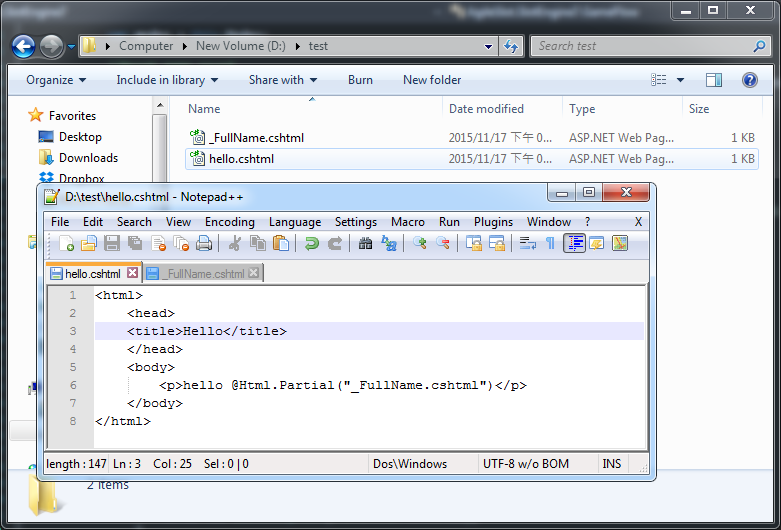 Computer ▸ New Volume (D:) ▸ test
Search test
Organize Include in library Share with Burn New folder
Name Date modified Type Size
Favorites
Desktop
Downloads
Dropbox
_FullName.cshtml 2015/11/17 下午 0... ASP.NET Web Pag... 1 KB
hello.cshtml 2015/11/17 下午 0... ASP.NET Web Pag... 1 KB
D:\test\hello.cshtml - Notepad++
File Edit Search View Encoding Language Settings Macro Run Plugins Window ? X
hello.cshtml _FullName.cshtml
1 <html>
2 <head>
3 <title>Hello</title>
4 </head>
5 <body>
6 <p>hello @Html.Partial("_FullName.cshtml")</p>
7 </body>
8 </html>
length : 147 Ln : 3 Col : 25 Sel : 0 | 0 Dos\Windows UTF-8 w/o BOM INS
2 items